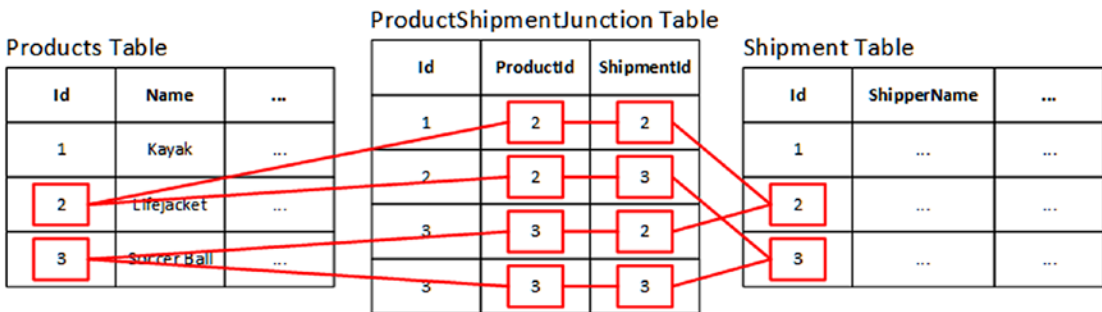 ProductShipmentJunction Table
Products Table
Shipment Table
Id Name ...
1 Kayak ...
2 Lifejacket ...
3 Soccer Ball ...
Id ProductId ShipmentId
1 2 2
2 2 3
3 3 2
3 3 3
Id ShipperName ...
1 ... ...
2 ... ...
3 ... ...